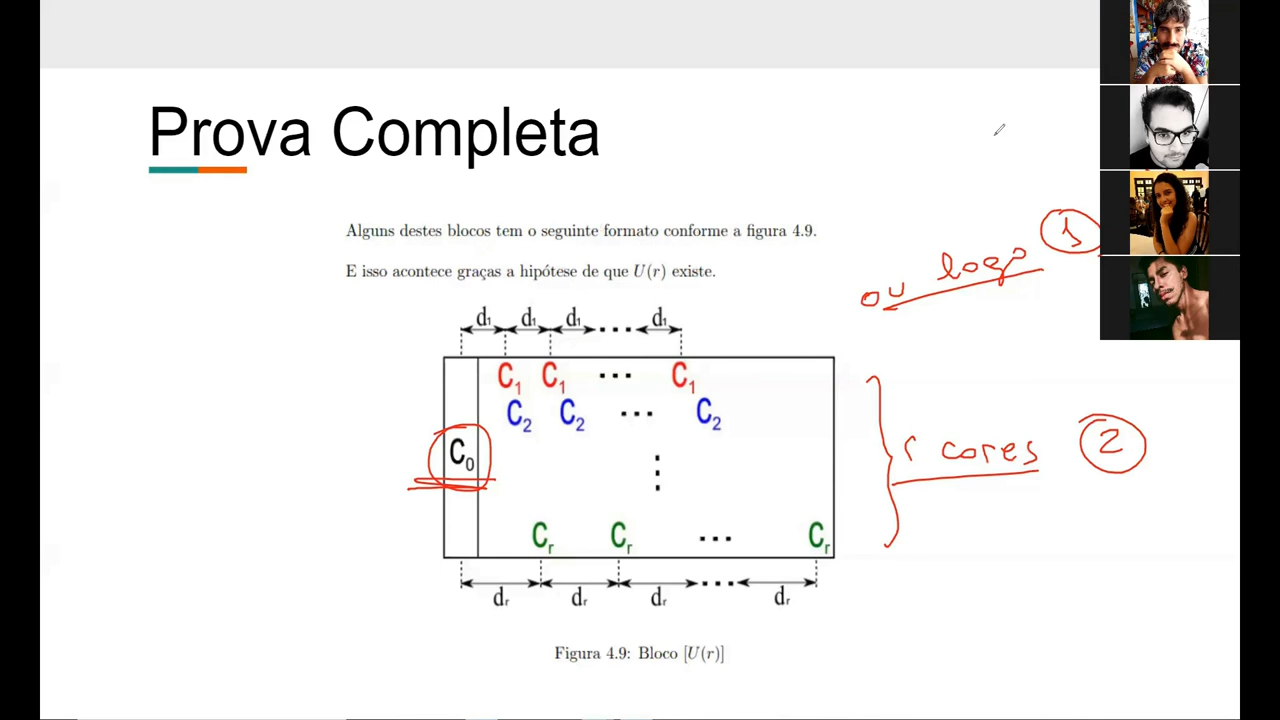 Prova Completa
Alguns destes blocos tem o seguinte formato conforme a figura 4.9.
E isso acontece graças a hipótese de que U(r) existe.
ou logo 1
d₁ d₁ d₁ .... d₁
C₁ C₁ ... C₁
C₂ C₂ ... C₂
C₀
r cores 2
Cᵣ Cᵣ ... Cᵣ
dᵣ dᵣ dᵣ .... dᵣ
Figura 4.9: Bloco [U(r)]